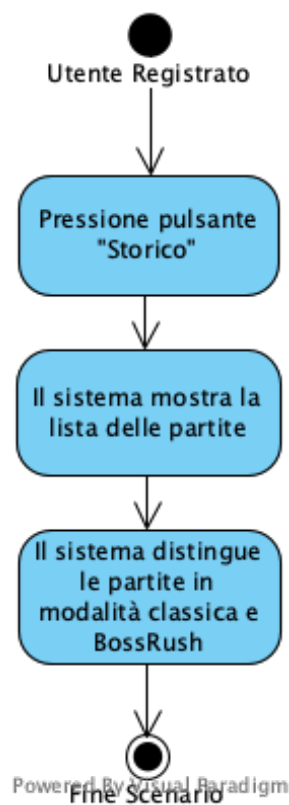 Utente Registrato
Pressione pulsante
"Storico"
Il sistema mostra la
lista delle partite
Il sistema distingue
le partite in
modalità classica e
BossRush
Powered By Visual Paradigm
Fine Scenario